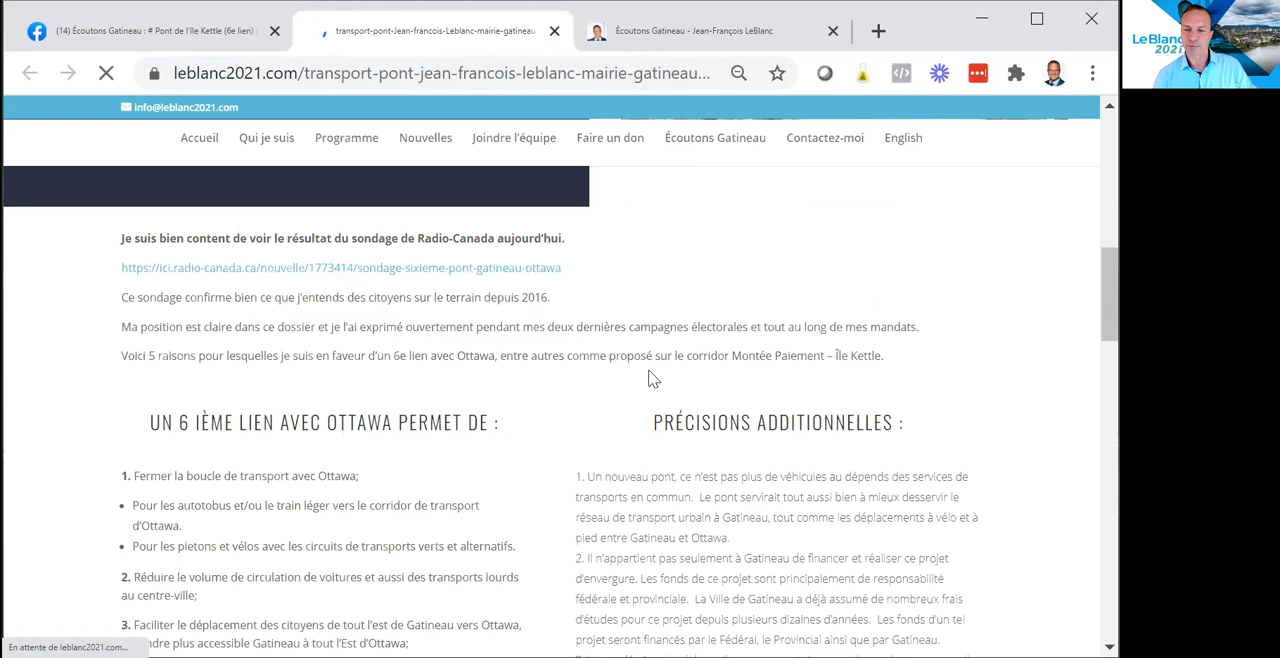 (14) Écoutons Gatineau : # Pont de l'île Kettle (6e lien)
transport-pont-Jean-francois-Leblanc-mairie-gatineau
Écoutons Gatineau - Jean-François LeBlanc
leblanc2021.com/transport-pont-jean-francois-leblanc-mairie-gatineau...
LeBlanc
2021
info@leblanc2021.com
Accueil Qui je suis Programme Nouvelles Joindre l'équipe Faire un don Écoutons Gatineau Contactez-moi English
Je suis bien content de voir le résultat du sondage de Radio-Canada aujourd'hui.
https://ici.radio-canada.ca/nouvelle/1773414/sondage-sixieme-pont-gatineau-ottawa
Ce sondage confirme bien ce que j'entends des citoyens sur le terrain depuis 2016.
Ma position est claire dans ce dossier et je l'ai exprimé ouvertement pendant mes deux dernières campagnes électorales et tout au long de mes mandats.
Voici 5 raisons pour lesquelles je suis en faveur d'un 6e lien avec Ottawa, entre autres comme proposé sur le corridor Montée Paiement – Île Kettle.
UN 6 IÈME LIEN AVEC OTTAWA PERMET DE :
1. Fermer la boucle de transport avec Ottawa;
• Pour les autotobus et/ou le train léger vers le corridor de transport
d'Ottawa.
• Pour les pietons et vélos avec les circuits de transports verts et alternatifs.
2. Réduire le volume de circulation de voitures et aussi des transports lourds
au centre-ville;
3. Faciliter le déplacement des citoyens de tout l'est de Gatineau vers Ottawa,
ndre plus accessible Gatineau à tout l'Est d'Ottawa;
PRÉCISIONS ADDITIONNELLES :
1. Un nouveau pont, ce n'est pas plus de véhicules au dépends des services de
transports en commun. Le pont servirait tout aussi bien à mieux desservir le
réseau de transport urbain à Gatineau, tout comme les déplacements à vélo et à
pied entre Gatineau et Ottawa.
2. Il n'appartient pas seulement à Gatineau de financer et réaliser ce projet
d'envergure. Les fonds de ce projet sont principalement de responsabilité
fédérale et provinciale. La Ville de Gatineau a déjà assumé de nombreux frais
d'études pour ce projet depuis plusieurs dizaines d'années. Les fonds d'un tel
projet seront financés par le Fédéral, le Provincial ainsi que par Gatineau.
En attente de leblanc2021.com...